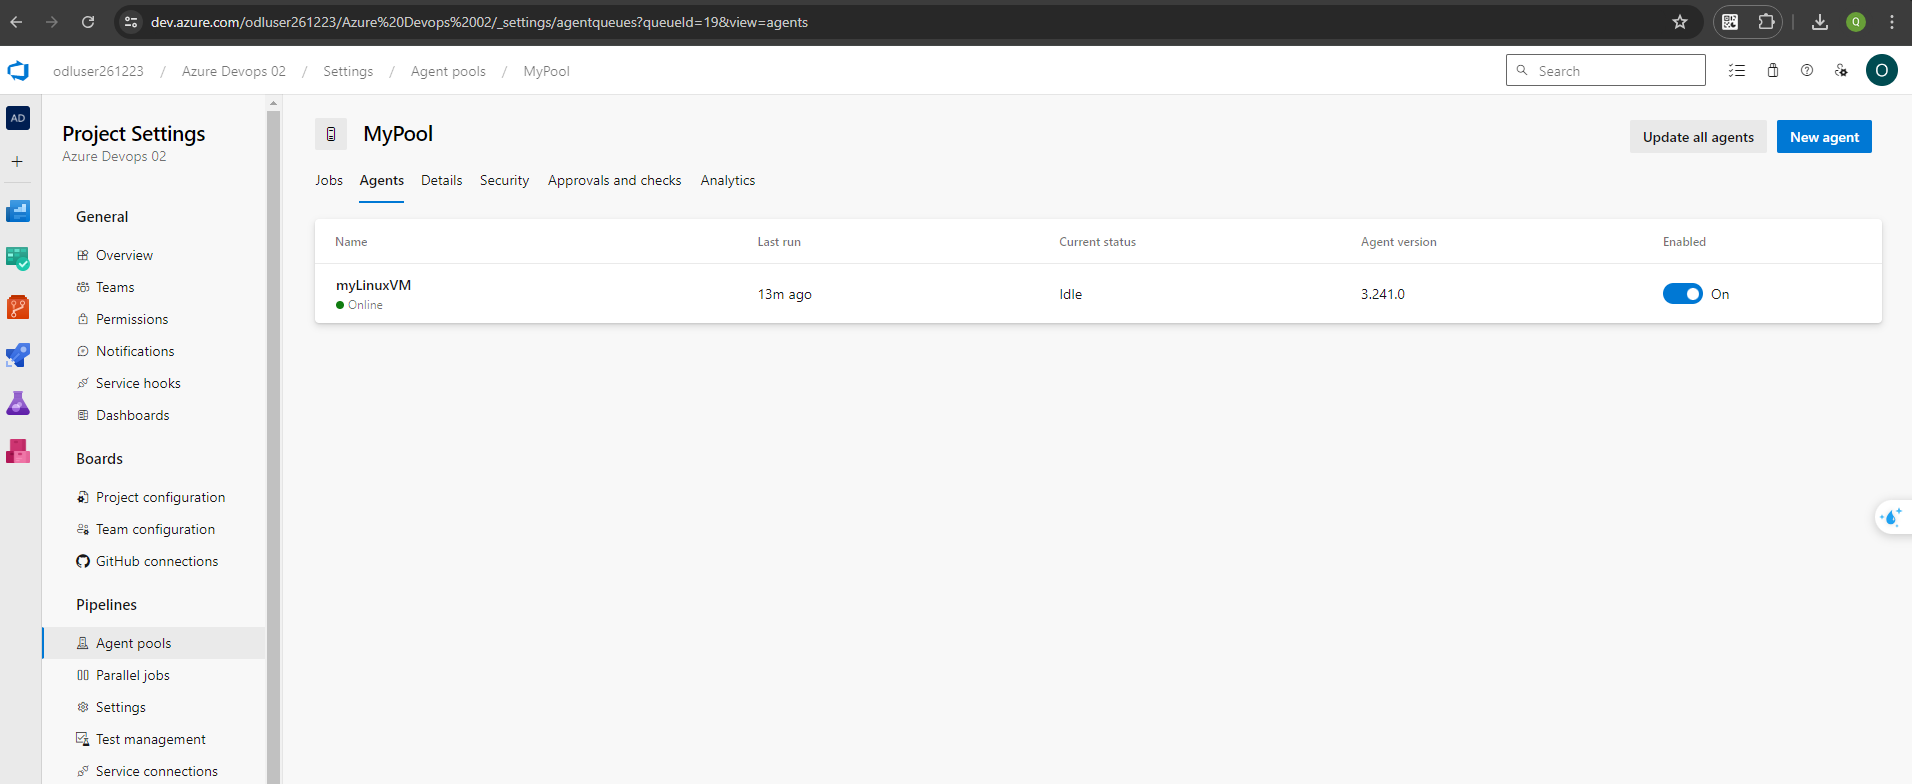 dev.azure.com/odluser261223/Azure%20Devops%2002/_settings/agentqueues?queueId=19&view=agents
Q
odluser261223 / Azure Devops 02 / Settings / Agent pools / MyPool
Search
O
AD
Project Settings
Azure Devops 02
General
Overview
Teams
Permissions
Notifications
Service hooks
Dashboards
Boards
Project configuration
Team configuration
GitHub connections
Pipelines
Agent pools
Parallel jobs
Settings
Test management
Service connections
MyPool
Update all agents
New agent
Jobs Agents Details Security Approvals and checks Analytics
Name Last run Current status Agent version Enabled
myLinuxVM
Online
13m ago Idle 3.241.0 On